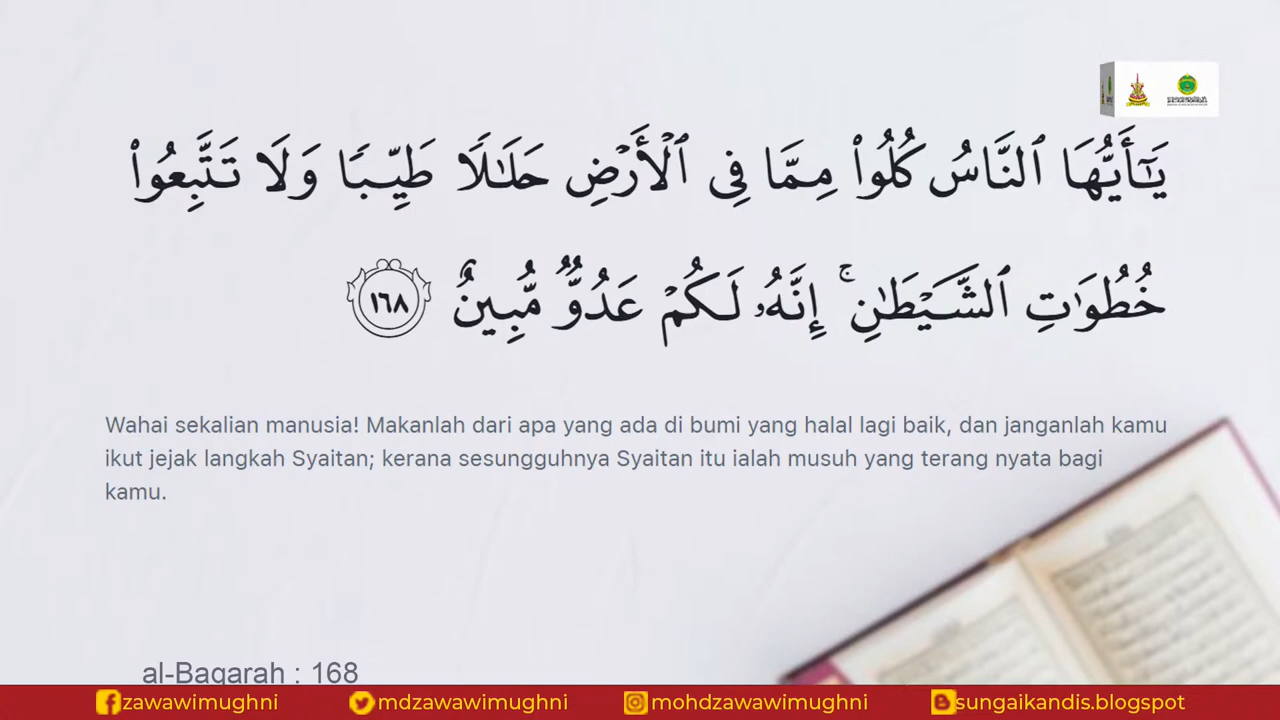 يَـٰٓأَيُّهَا ٱلنَّاسُ كُلُوا۟ مِمَّا فِى ٱلْأَرْضِ حَلَـٰلًا طَيِّبًا وَلَا تَتَّبِعُوا۟
خُطُوَٰتِ ٱلشَّيْطَـٰنِ ۚ إِنَّهُۥ لَكُمْ عَدُوٌّ مُّبِينٌ ١٦٨
Wahai sekalian manusia! Makanlah dari apa yang ada di bumi yang halal lagi baik, dan janganlah kamu
ikut jejak langkah Syaitan; kerana sesungguhnya Syaitan itu ialah musuh yang terang nyata bagi
kamu.
al-Baqarah : 168
zawawimughni mdzawawimughni mohdzawawimughni sungaikandis.blogspot